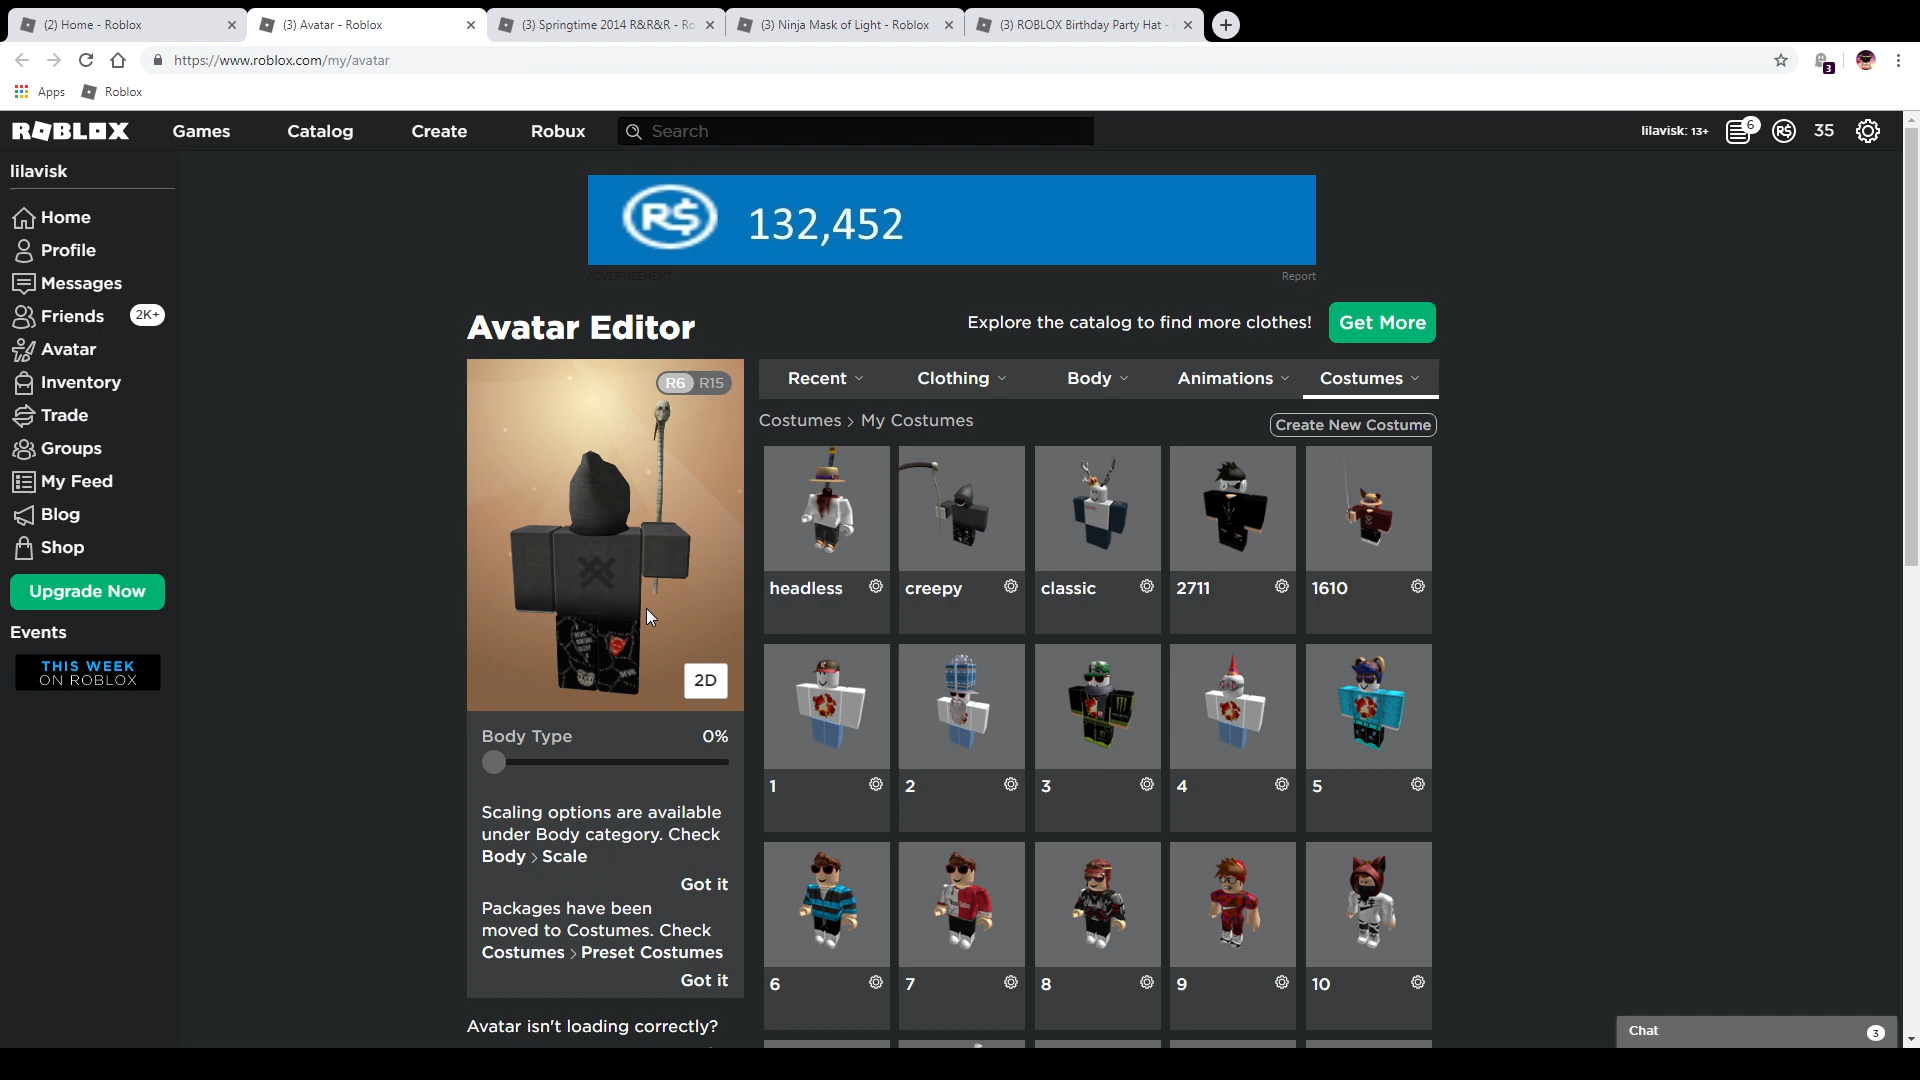 (2) Home - Roblox
(3) Avatar - Roblox
(3) Springtime 2014 R&R&R - Ro
(3) Ninja Mask of Light - Roblox
(3) ROBLOX Birthday Party Hat -
https://www.roblox.com/my/avatar
3
Apps
Roblox
ROBLOX
Games
Catalog
Create
Robux
Search
lilavisk: 13+
6
R$
35
lilavisk
Home
Profile
Messages
Friends
2K+
Avatar
Inventory
Trade
Groups
My Feed
Blog
Shop
Upgrade Now
Events
THIS WEEK
ON ROBLOX
R$ 132,452
ADVERTISEMENT
Report
Avatar Editor
Explore the catalog to find more clothes!
Get More
R6 R15
2D
Body Type
0%
Scaling options are available
under Body category. Check
Body > Scale
Got it
Packages have been
moved to Costumes. Check
Costumes > Preset Costumes
Got it
Avatar isn't loading correctly?
Recent
Clothing
Body
Animations
Costumes
Costumes > My Costumes
Create New Costume
headless
creepy
classic
2711
1610
1
2
3
4
5
6
7
8
9
10
Chat
3